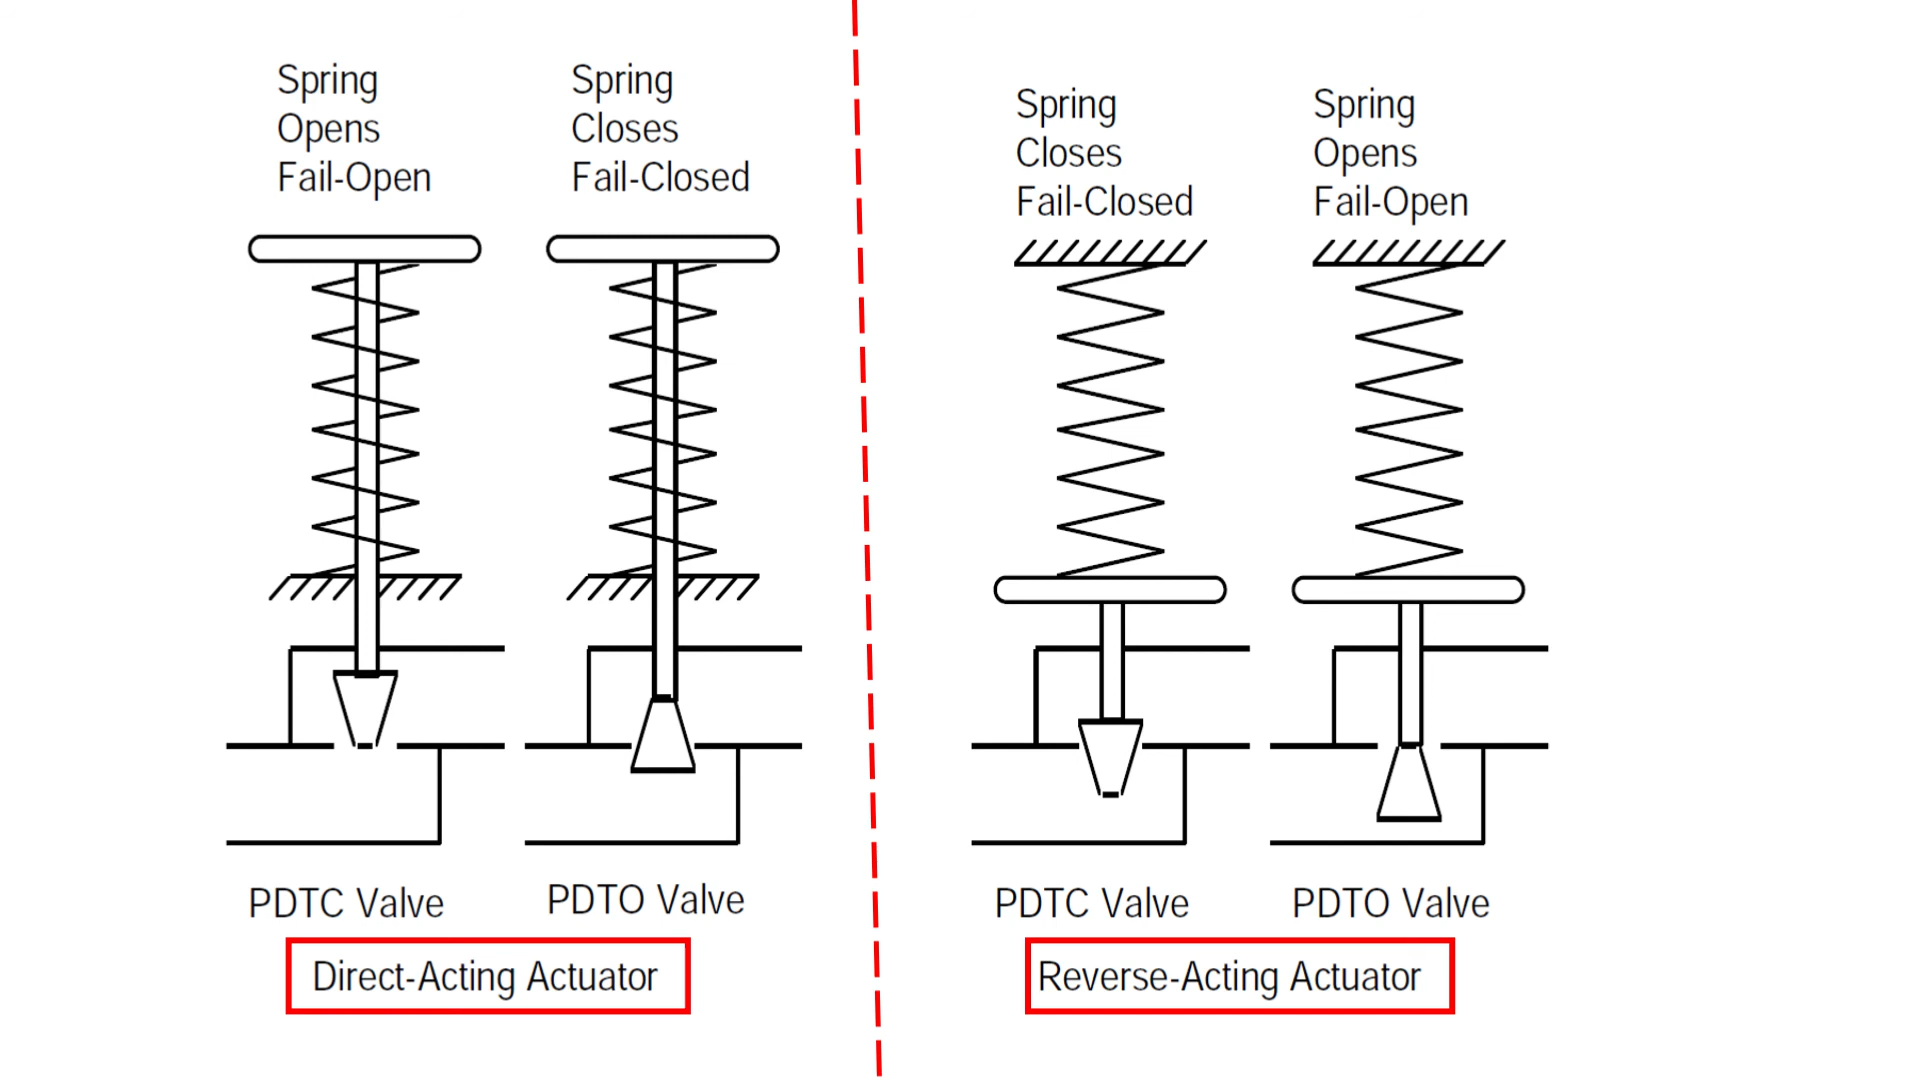 Spring
Opens
Fail-Open
Spring
Closes
Fail-Closed
Spring
Closes
Fail-Closed
Spring
Opens
Fail-Open
PDTC Valve
PDTO Valve
PDTC Valve
PDTO Valve
Direct-Acting Actuator
Reverse-Acting Actuator